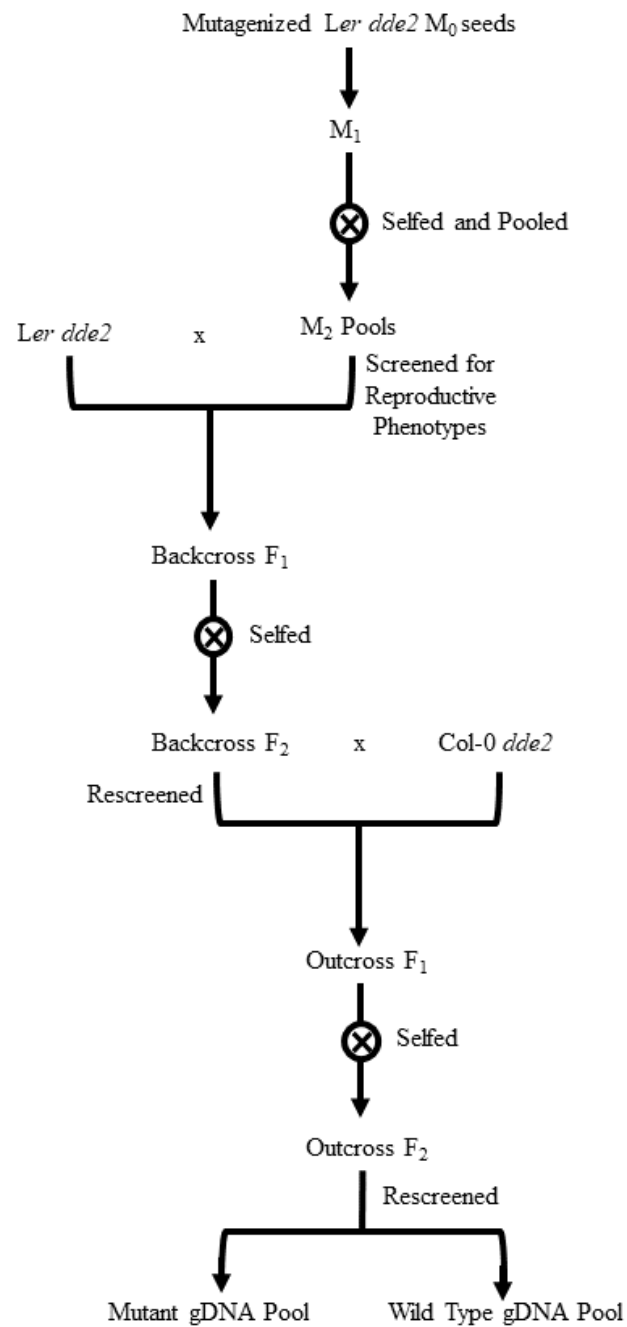 Mutagenized Ler dde2 M₀ seeds
M₁
Selfed and Pooled
Ler dde2 x M₂ Pools
Screened for
Reproductive
Phenotypes
Backcross F₁
Selfed
Backcross F₂ x Col-0 dde2
Rescreened
Outcross F₁
Selfed
Outcross F₂
Rescreened
Mutant gDNA Pool Wild Type gDNA Pool